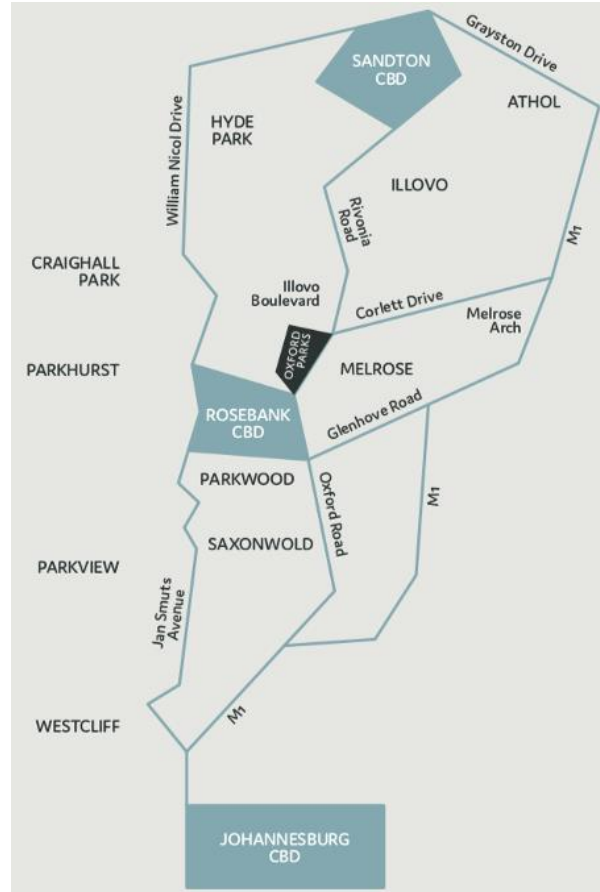 Grayston Drive
SANDTON
CBD
ATHOL
HYDE
PARK
William Nicol Drive
ILLOVO
Rivonia
Road
M1
CRAIGHALL
PARK
Illovo
Boulevard
Corlett Drive
Melrose
Arch
OXFORD
PARKS
PARKHURST
MELROSE
ROSEBANK
CBD
Glenhove Road
PARKWOOD
Oxford Road
M1
SAXONWOLD
PARKVIEW
Jan Smuts
Avenue
WESTCLIFF
M1
JOHANNESBURG
CBD